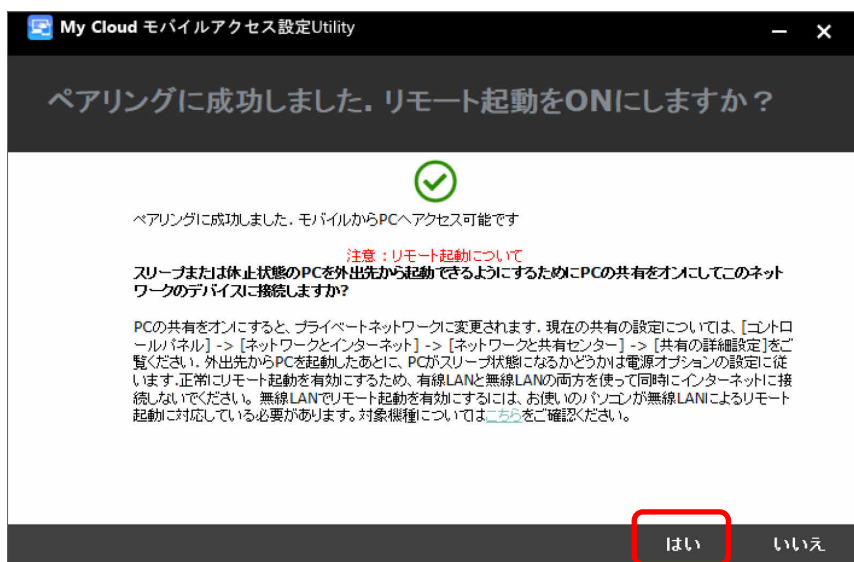 My Cloud モバイルアクセス設定Utility
ペアリングに成功しました. リモート起動をONにしますか？
ペアリングに成功しました. モバイルからPCへアクセス可能です
注意：リモート起動について
スリープまたは休止状態のPCを外出先から起動できるようにするためにPCの共有をオンにしてこのネット
ワークのデバイスに接続しますか?
PCの共有をオンにすると、プライベートネットワークに変更されます. 現在の共有の設定については、[コントロ
ールパネル] -> [ネットワークとインターネット] -> [ネットワークと共有センター] -> [共有の詳細設定]をご
覧ください. 外出先からPCを起動したあとに、PCがスリープ状態になるかどうかは電源オプションの設定に従
います.正常にリモート起動を有効にするため、有線LANと無線LANの両方を使って同時にインターネットに接
続しないでください。無線LANでリモート起動を有効にするには、お使いのパソコンが無線LANによるリモート
起動に対応している必要があります。対象機種についてはこちらをご確認ください。
はい いいえ